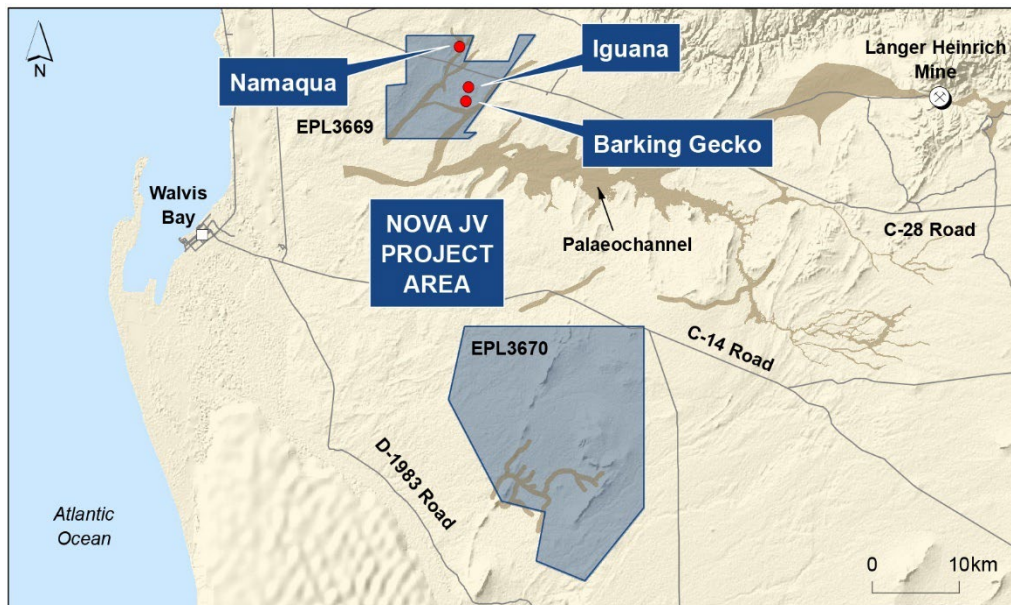 N
Namaqua
Iguana
Langer Heinrich
Mine
EPL3669
Barking Gecko
Walvis
Bay
NOVA JV
PROJECT
AREA
Palaeochannel
C-28 Road
EPL3670
C-14 Road
D-1983 Road
Atlantic
Ocean
0 10km